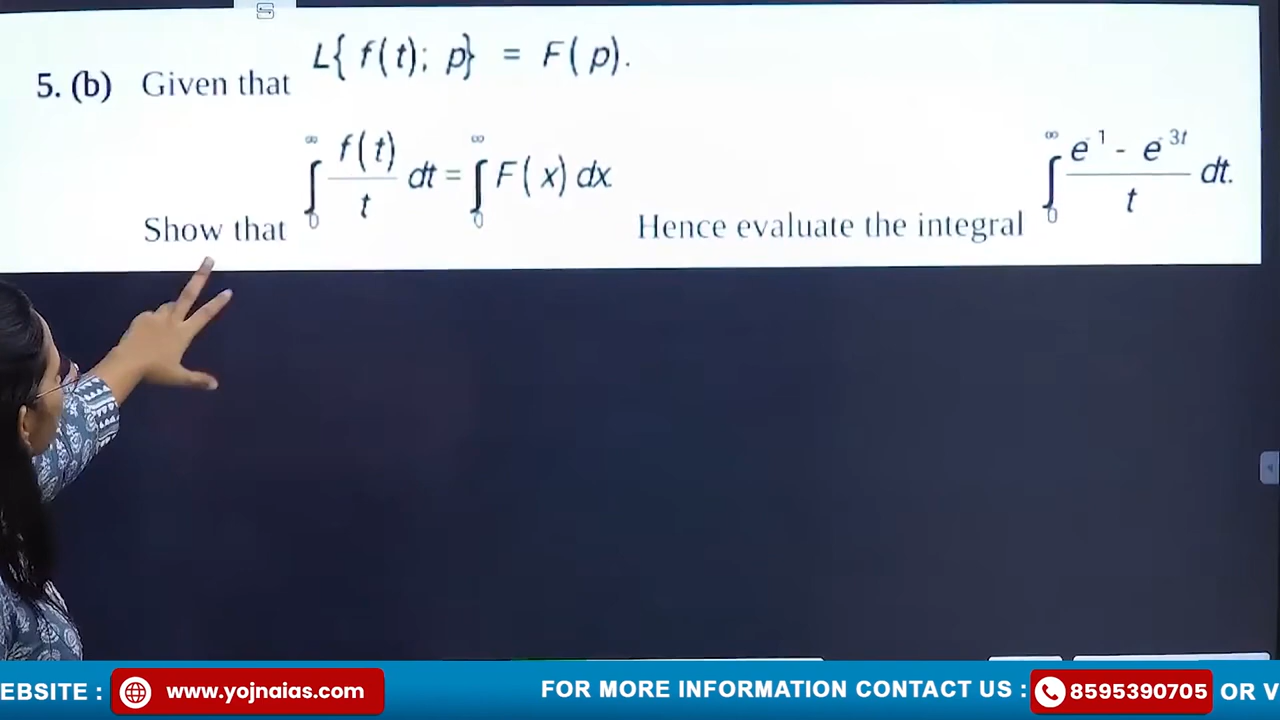 5. (b) Given that L{ f(t); p} = F(p).
Show that ∫₀^∞ f(t)/t dt = ∫₀^∞ F(x) dx Hence evaluate the integral ∫₀^∞ (e^-1 - e^-3t)/t dt.
EBSITE : www.yojnaias.com FOR MORE INFORMATION CONTACT US : 8595390705 OR V